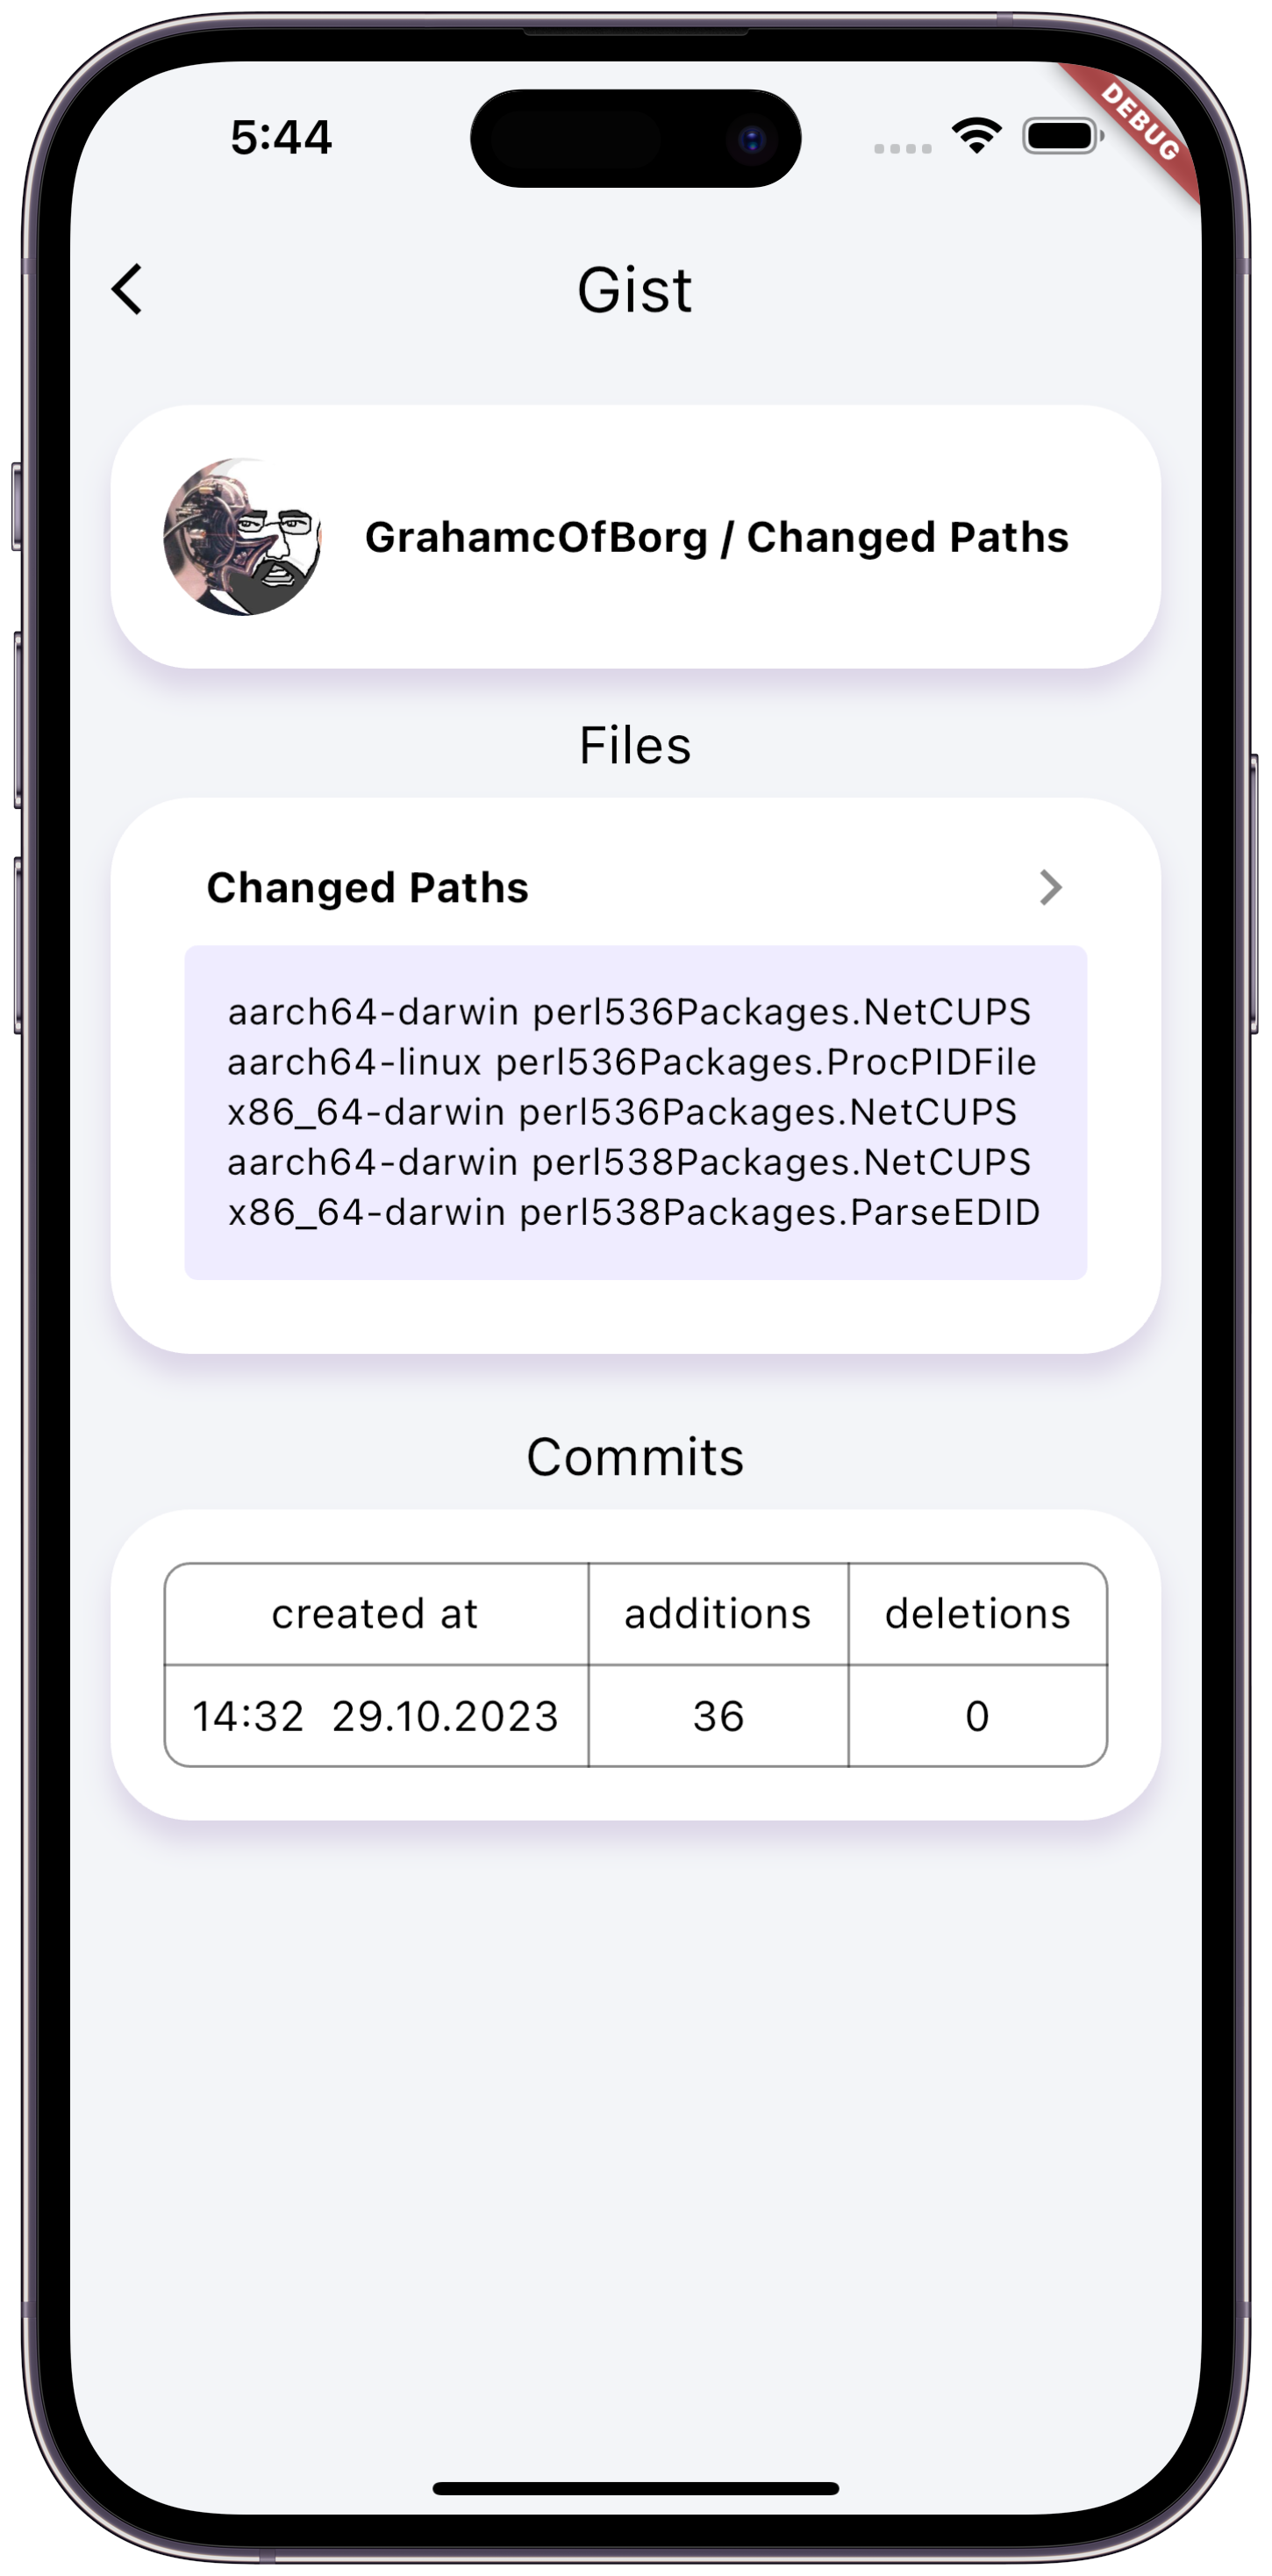 5:44
DEBUG
Gist
GrahamcOfBorg / Changed Paths
Files
Changed Paths
aarch64-darwin perl536Packages.NetCUPS
aarch64-linux perl536Packages.ProcPIDFile
x86_64-darwin perl536Packages.NetCUPS
aarch64-darwin perl538Packages.NetCUPS
x86_64-darwin perl538Packages.ParseEDID
Commits
created at additions deletions
14:32 29.10.2023 36 0